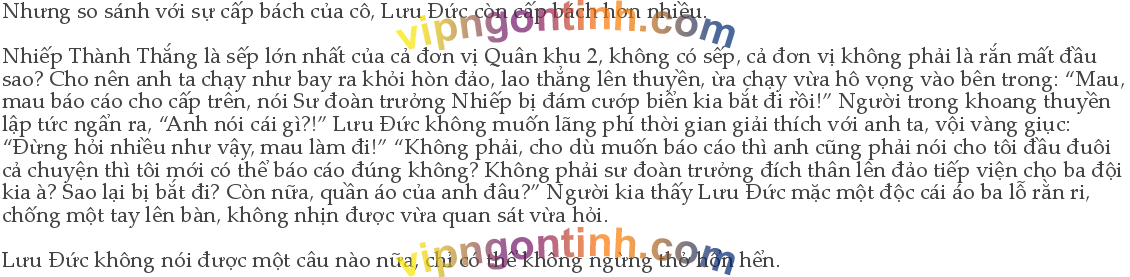 Nhưng so sánh với sự cấp bách của cô, Lưu Đức còn cấp bách hơn nhiều.
vipngontinh.com
Nhiếp Thành Thắng là sếp lớn nhất của cả đơn vị Quân khu 2, không có sếp, cả đơn vị không phải là rắn mất đầu
sao? Cho nên anh ta chạy như bay ra khỏi hòn đảo, lao thẳng lên thuyền, ừa chạy vừa hô vọng vào bên trong: “Mau,
mau báo cáo cho cấp trên, nói Sư đoàn trưởng Nhiếp bị đám cướp biển kia bắt đi rồi!” Người trong khoang thuyền
lập tức ngẩn ra, “Anh nói cái gì?!” Lưu Đức không muốn lãng phí thời gian giải thích với anh ta, vội vàng giục:
“Đừng hỏi nhiều như vậy, mau làm đi!” “Không phải, cho dù muốn báo cáo thì anh cũng phải nói cho tôi đầu đuôi
cả chuyện thì tôi mới có thể báo cáo đúng không? Không phải sư đoàn trưởng đích thân lên đảo tiếp viện cho ba đội
kia à? Sao lại bị bắt đi? Còn nữa, quần áo của anh đâu?” Người kia thấy Lưu Đức mặc một độc cái áo ba lỗ rằn ri,
chống một tay lên bàn, không nhịn được vừa quan sát vừa hỏi.
vipngontinh.com
Lưu Đức không nói được một câu nào nữa, chỉ có thể không ngừng thở hổn hển.